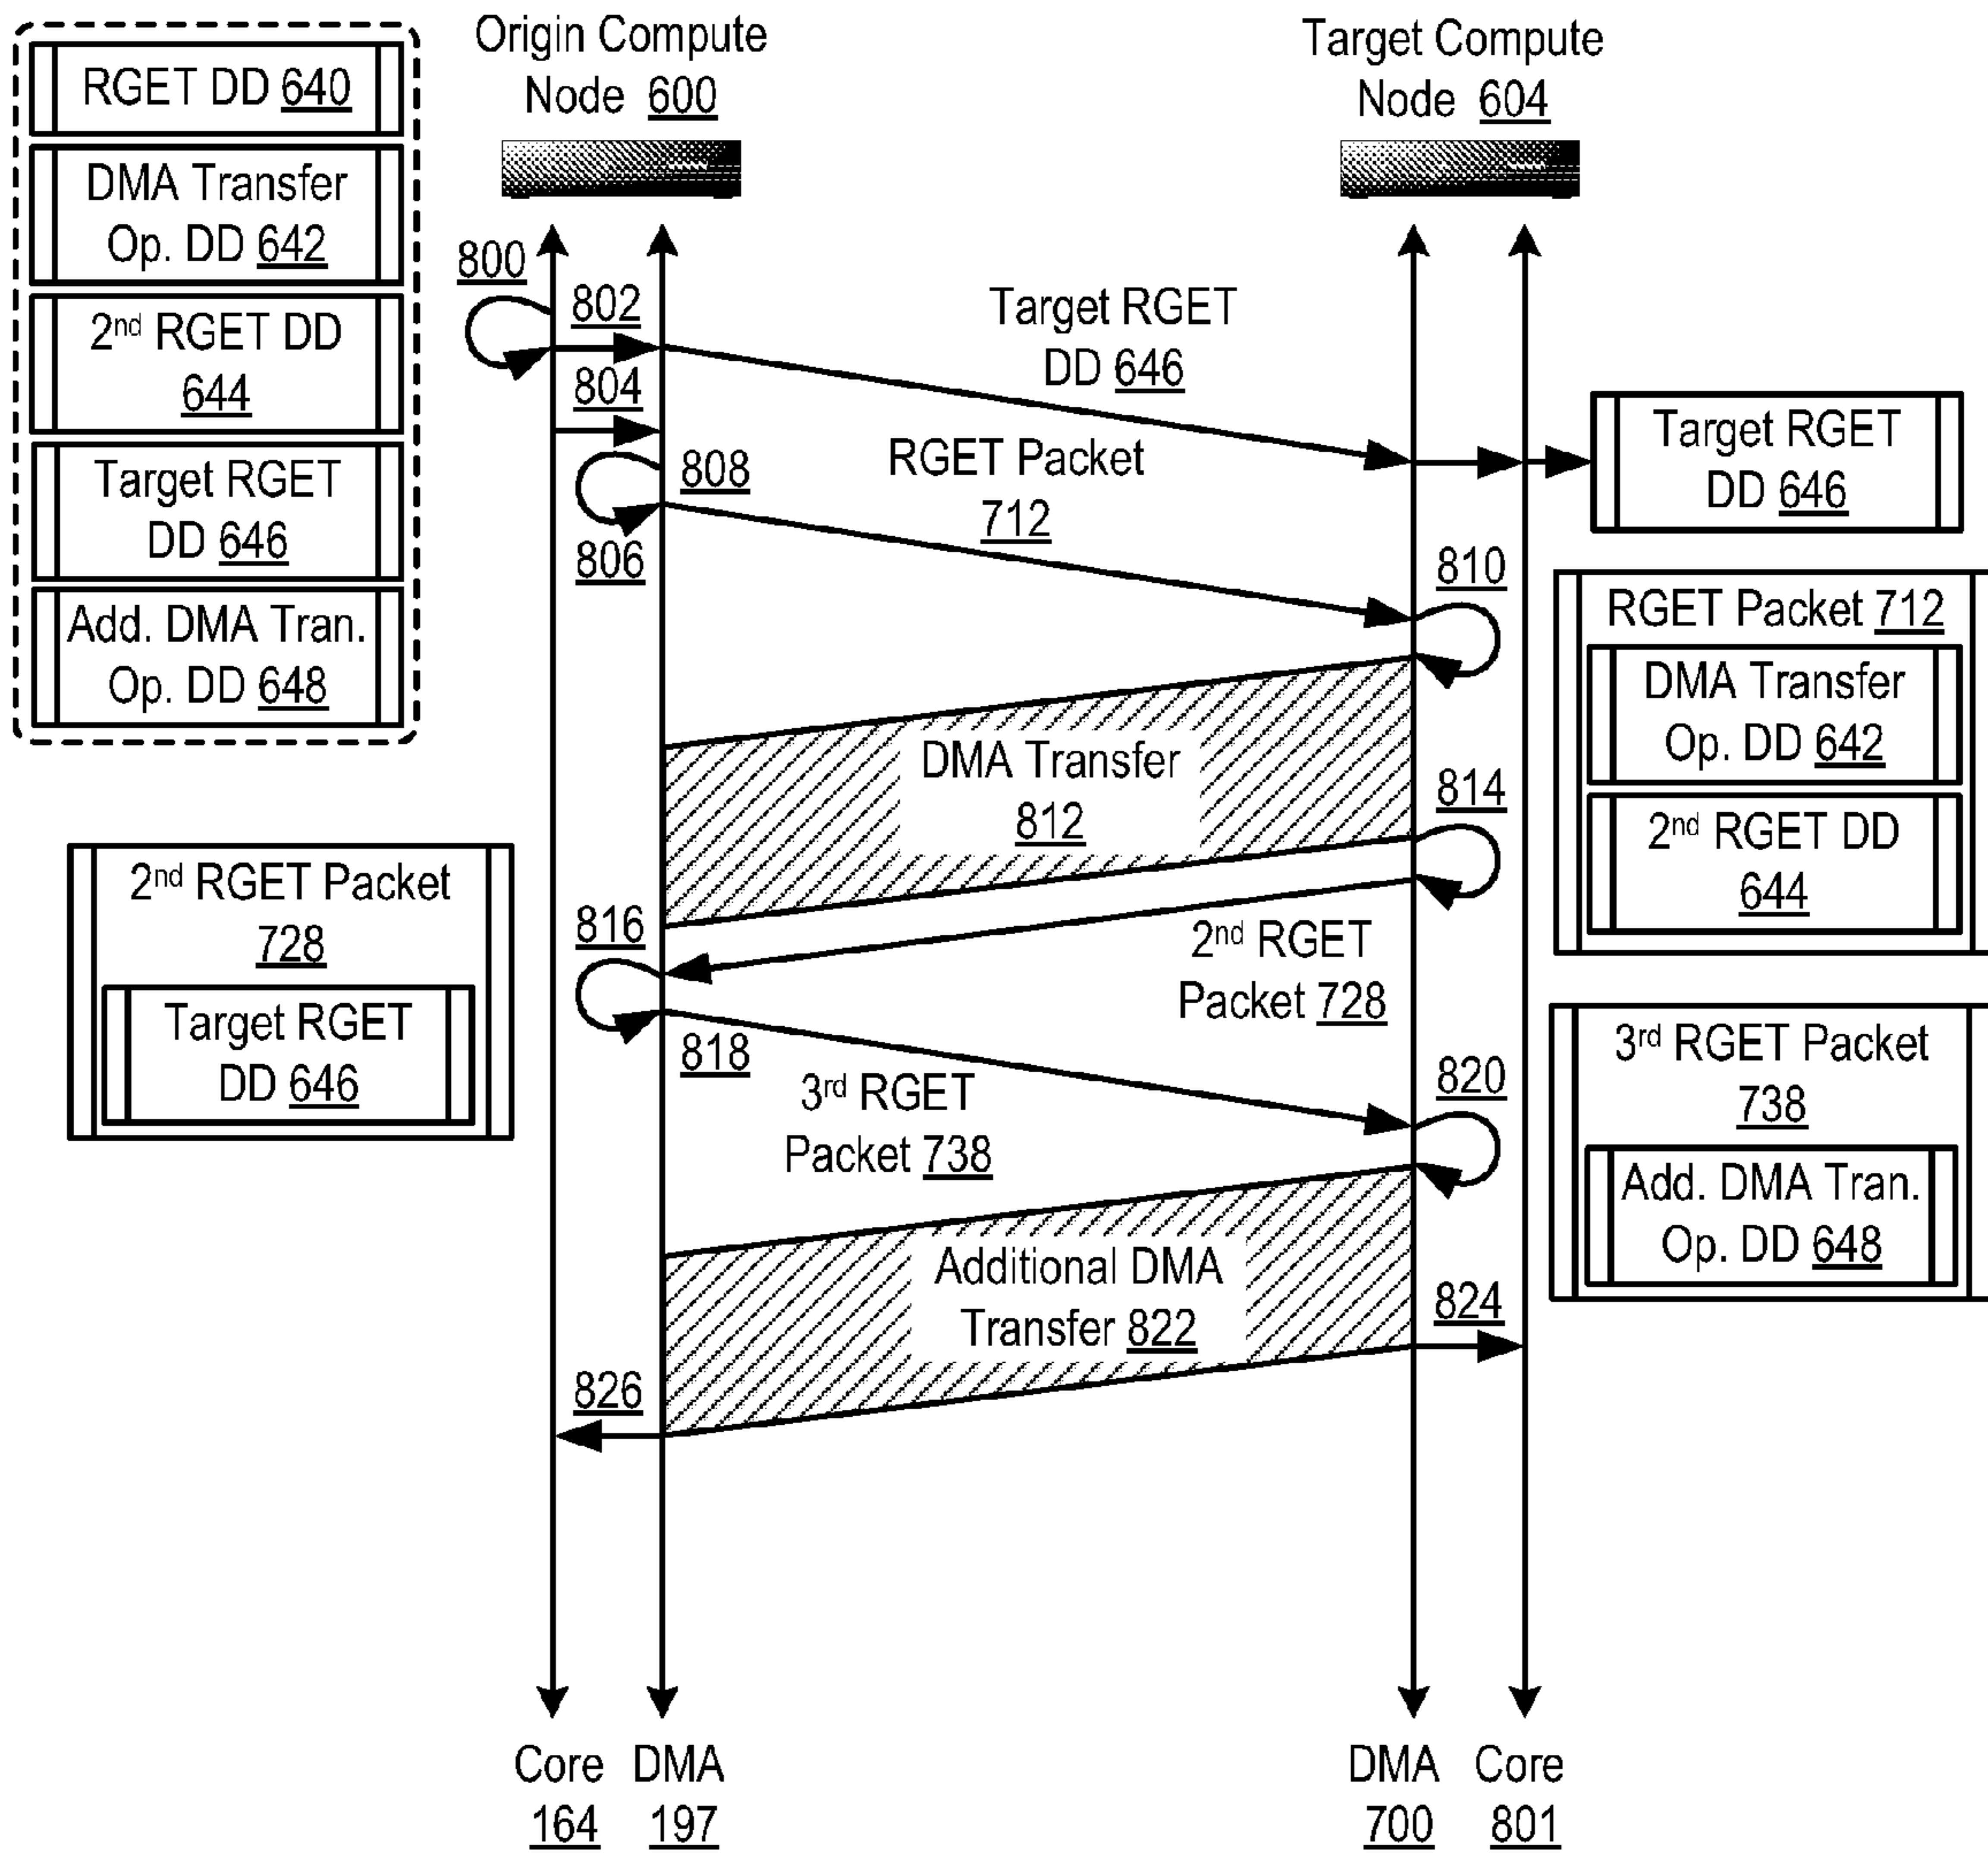 Origin Compute
Node 600
Target Compute
Node 604
RGET DD 640
DMA Transfer
Op. DD 642
2nd RGET DD
644
Target RGET
DD 646
Add. DMA Tran.
Op. DD 648
800
802
804
808
806
Target RGET
DD 646
RGET Packet
712
Target RGET
DD 646
810
RGET Packet 712
DMA Transfer
Op. DD 642
2nd RGET DD
644
DMA Transfer
812
814
2nd RGET Packet
728
Target RGET
DD 646
816
2nd RGET
Packet 728
818
3rd RGET
Packet 738
820
3rd RGET Packet
738
Add. DMA Tran.
Op. DD 648
Additional DMA
Transfer 822
824
826
Core
164
DMA
197
DMA
700
Core
801